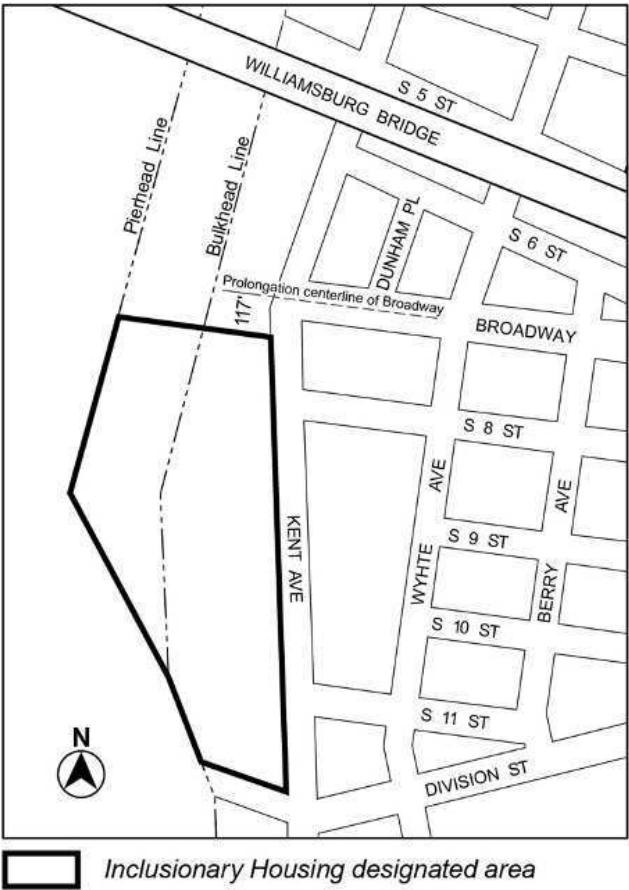 S 5 ST
WILLIAMSBURG BRIDGE
Pierhead Line
Bulkhead Line
DUNHAM PL
S 6 ST
Prolongation centerline of Broadway
117'
BROADWAY
S 8 ST
KENT AVE
WYHTE AVE
S 9 ST
BERRY AVE
S 10 ST
S 11 ST
N
DIVISION ST
Inclusionary Housing designated area